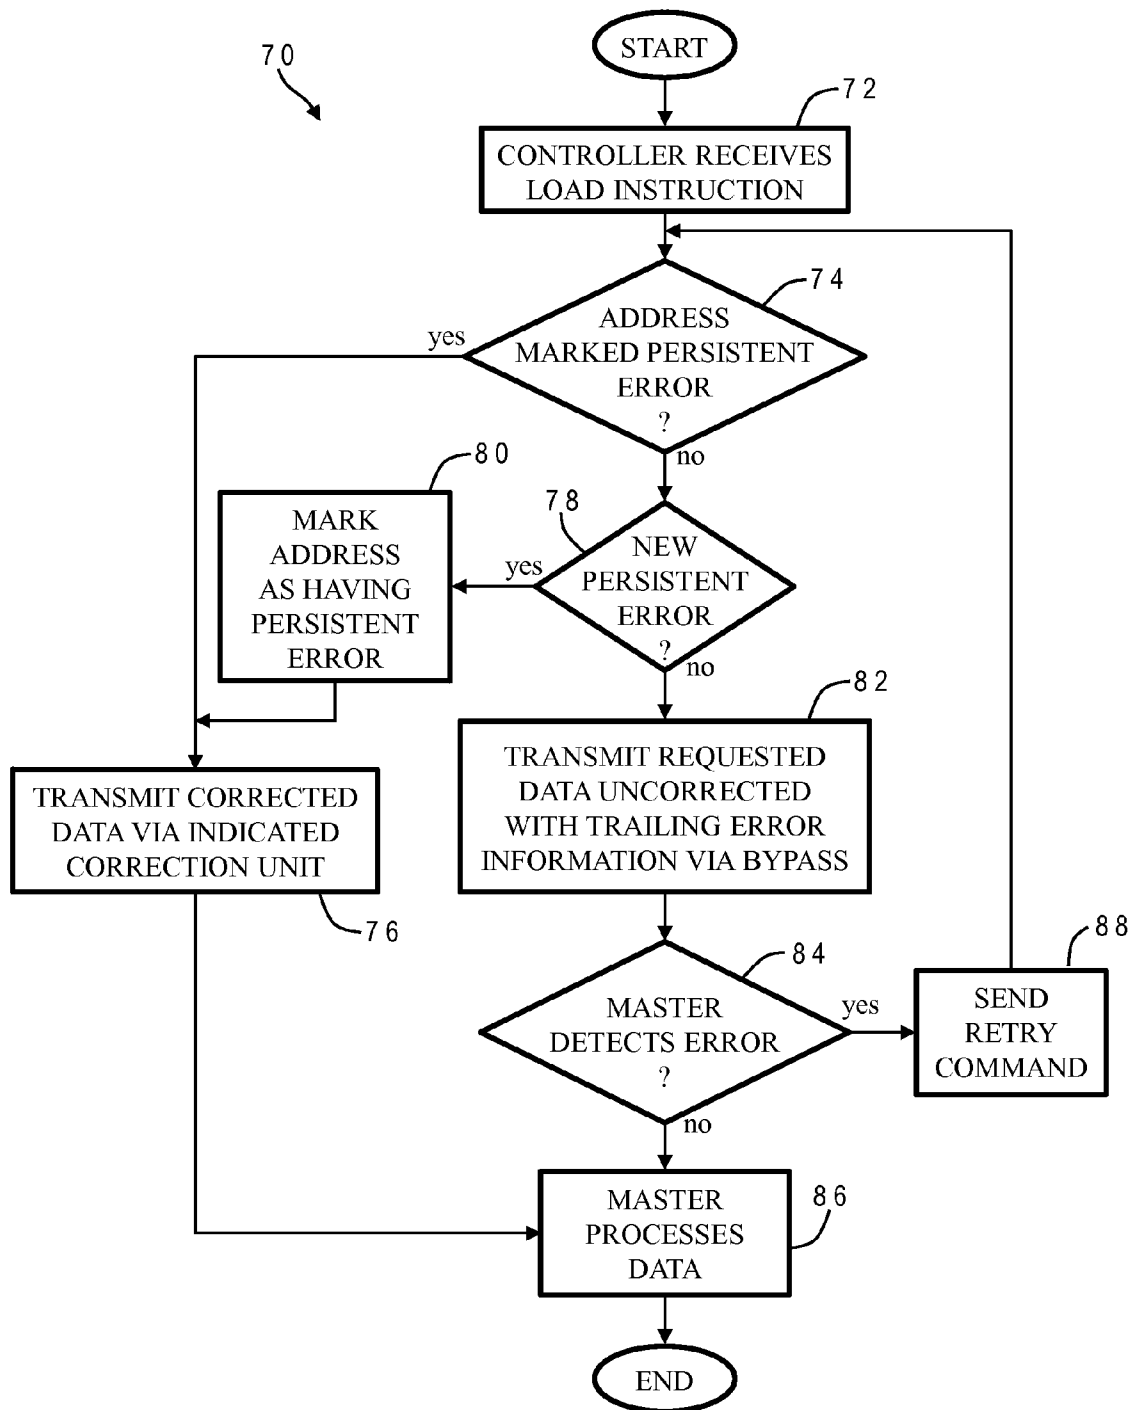 START
70
72
CONTROLLER RECEIVES
LOAD INSTRUCTION
74
ADDRESS
MARKED PERSISTENT
ERROR
?
yes
no
80
MARK
ADDRESS
AS HAVING
PERSISTENT
ERROR
78
NEW
PERSISTENT
ERROR
?
yes
no
82
TRANSMIT REQUESTED
DATA UNCORRECTED
WITH TRAILING ERROR
INFORMATION VIA BYPASS
TRANSMIT CORRECTED
DATA VIA INDICATED
CORRECTION UNIT
76
84
MASTER
DETECTS ERROR
?
yes
no
88
SEND
RETRY
COMMAND
MASTER
PROCESSES
DATA
86
END